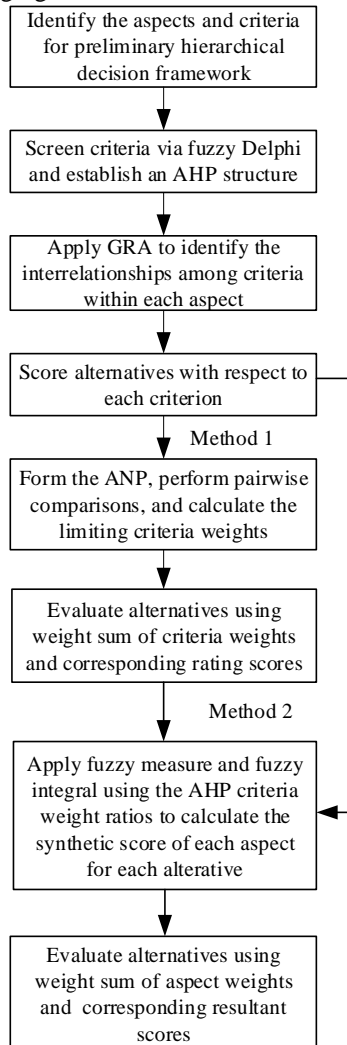 Identify the aspects and criteria
for preliminary hierarchical
decision framework
Screen criteria via fuzzy Delphi
and establish an AHP structure
Apply GRA to identify the
interrelationships among criteria
within each aspect
Score alternatives with respect to
each criterion
Method 1
Form the ANP, perform pairwise
comparisons, and calculate the
limiting criteria weights
Evaluate alternatives using
weight sum of criteria weights
and corresponding rating scores
Method 2
Apply fuzzy measure and fuzzy
integral using the AHP criteria
weight ratios to calculate the
synthetic score of each aspect
for each alterative
Evaluate alternatives using
weight sum of aspect weights
and corresponding resultant
scores